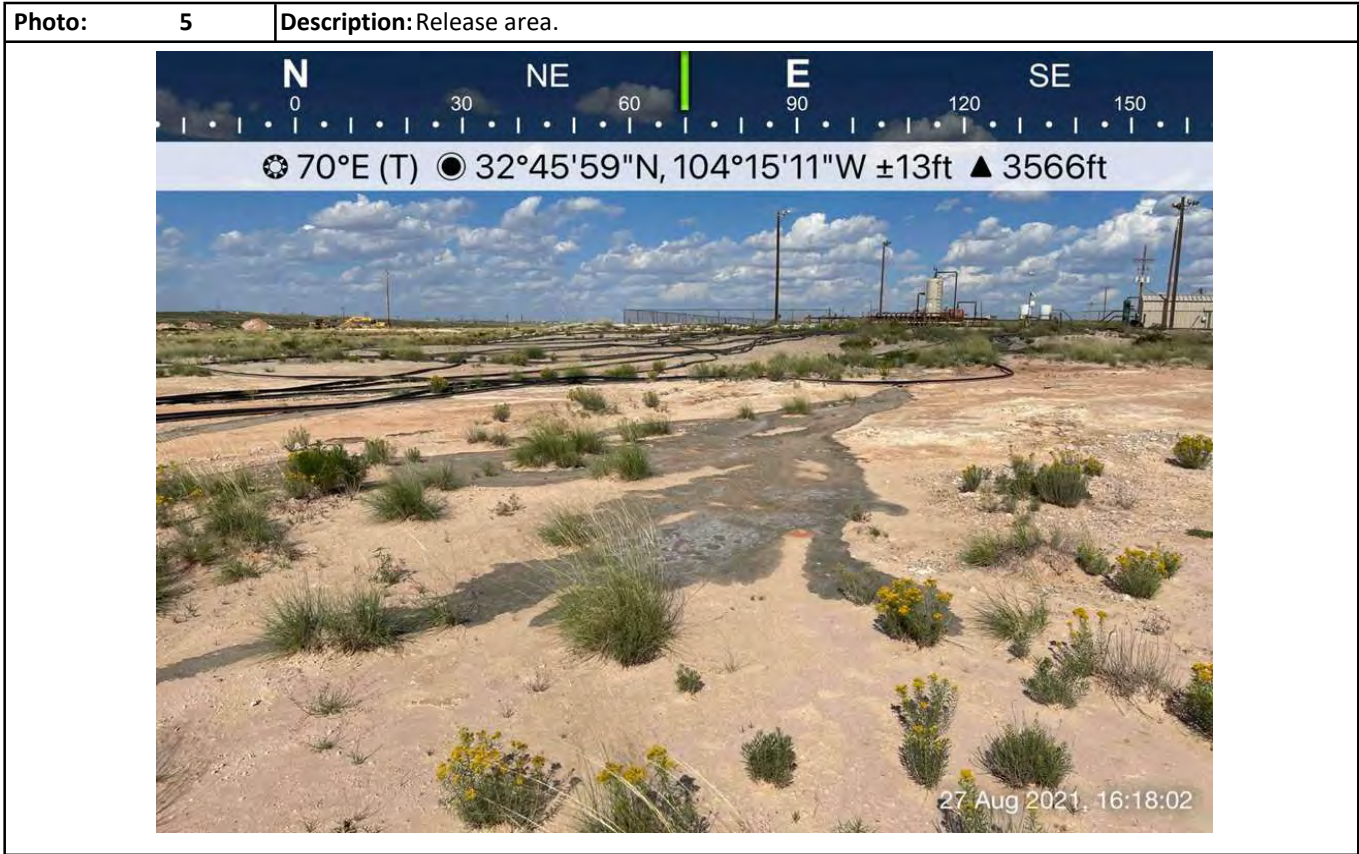 Photo: 5 Description: Release area.
N NE E SE
0 30 60 90 120 150
70°E (T) 32°45'59"N, 104°15'11"W ±13ft ▲ 3566ft
27 Aug 2021, 16:18:02